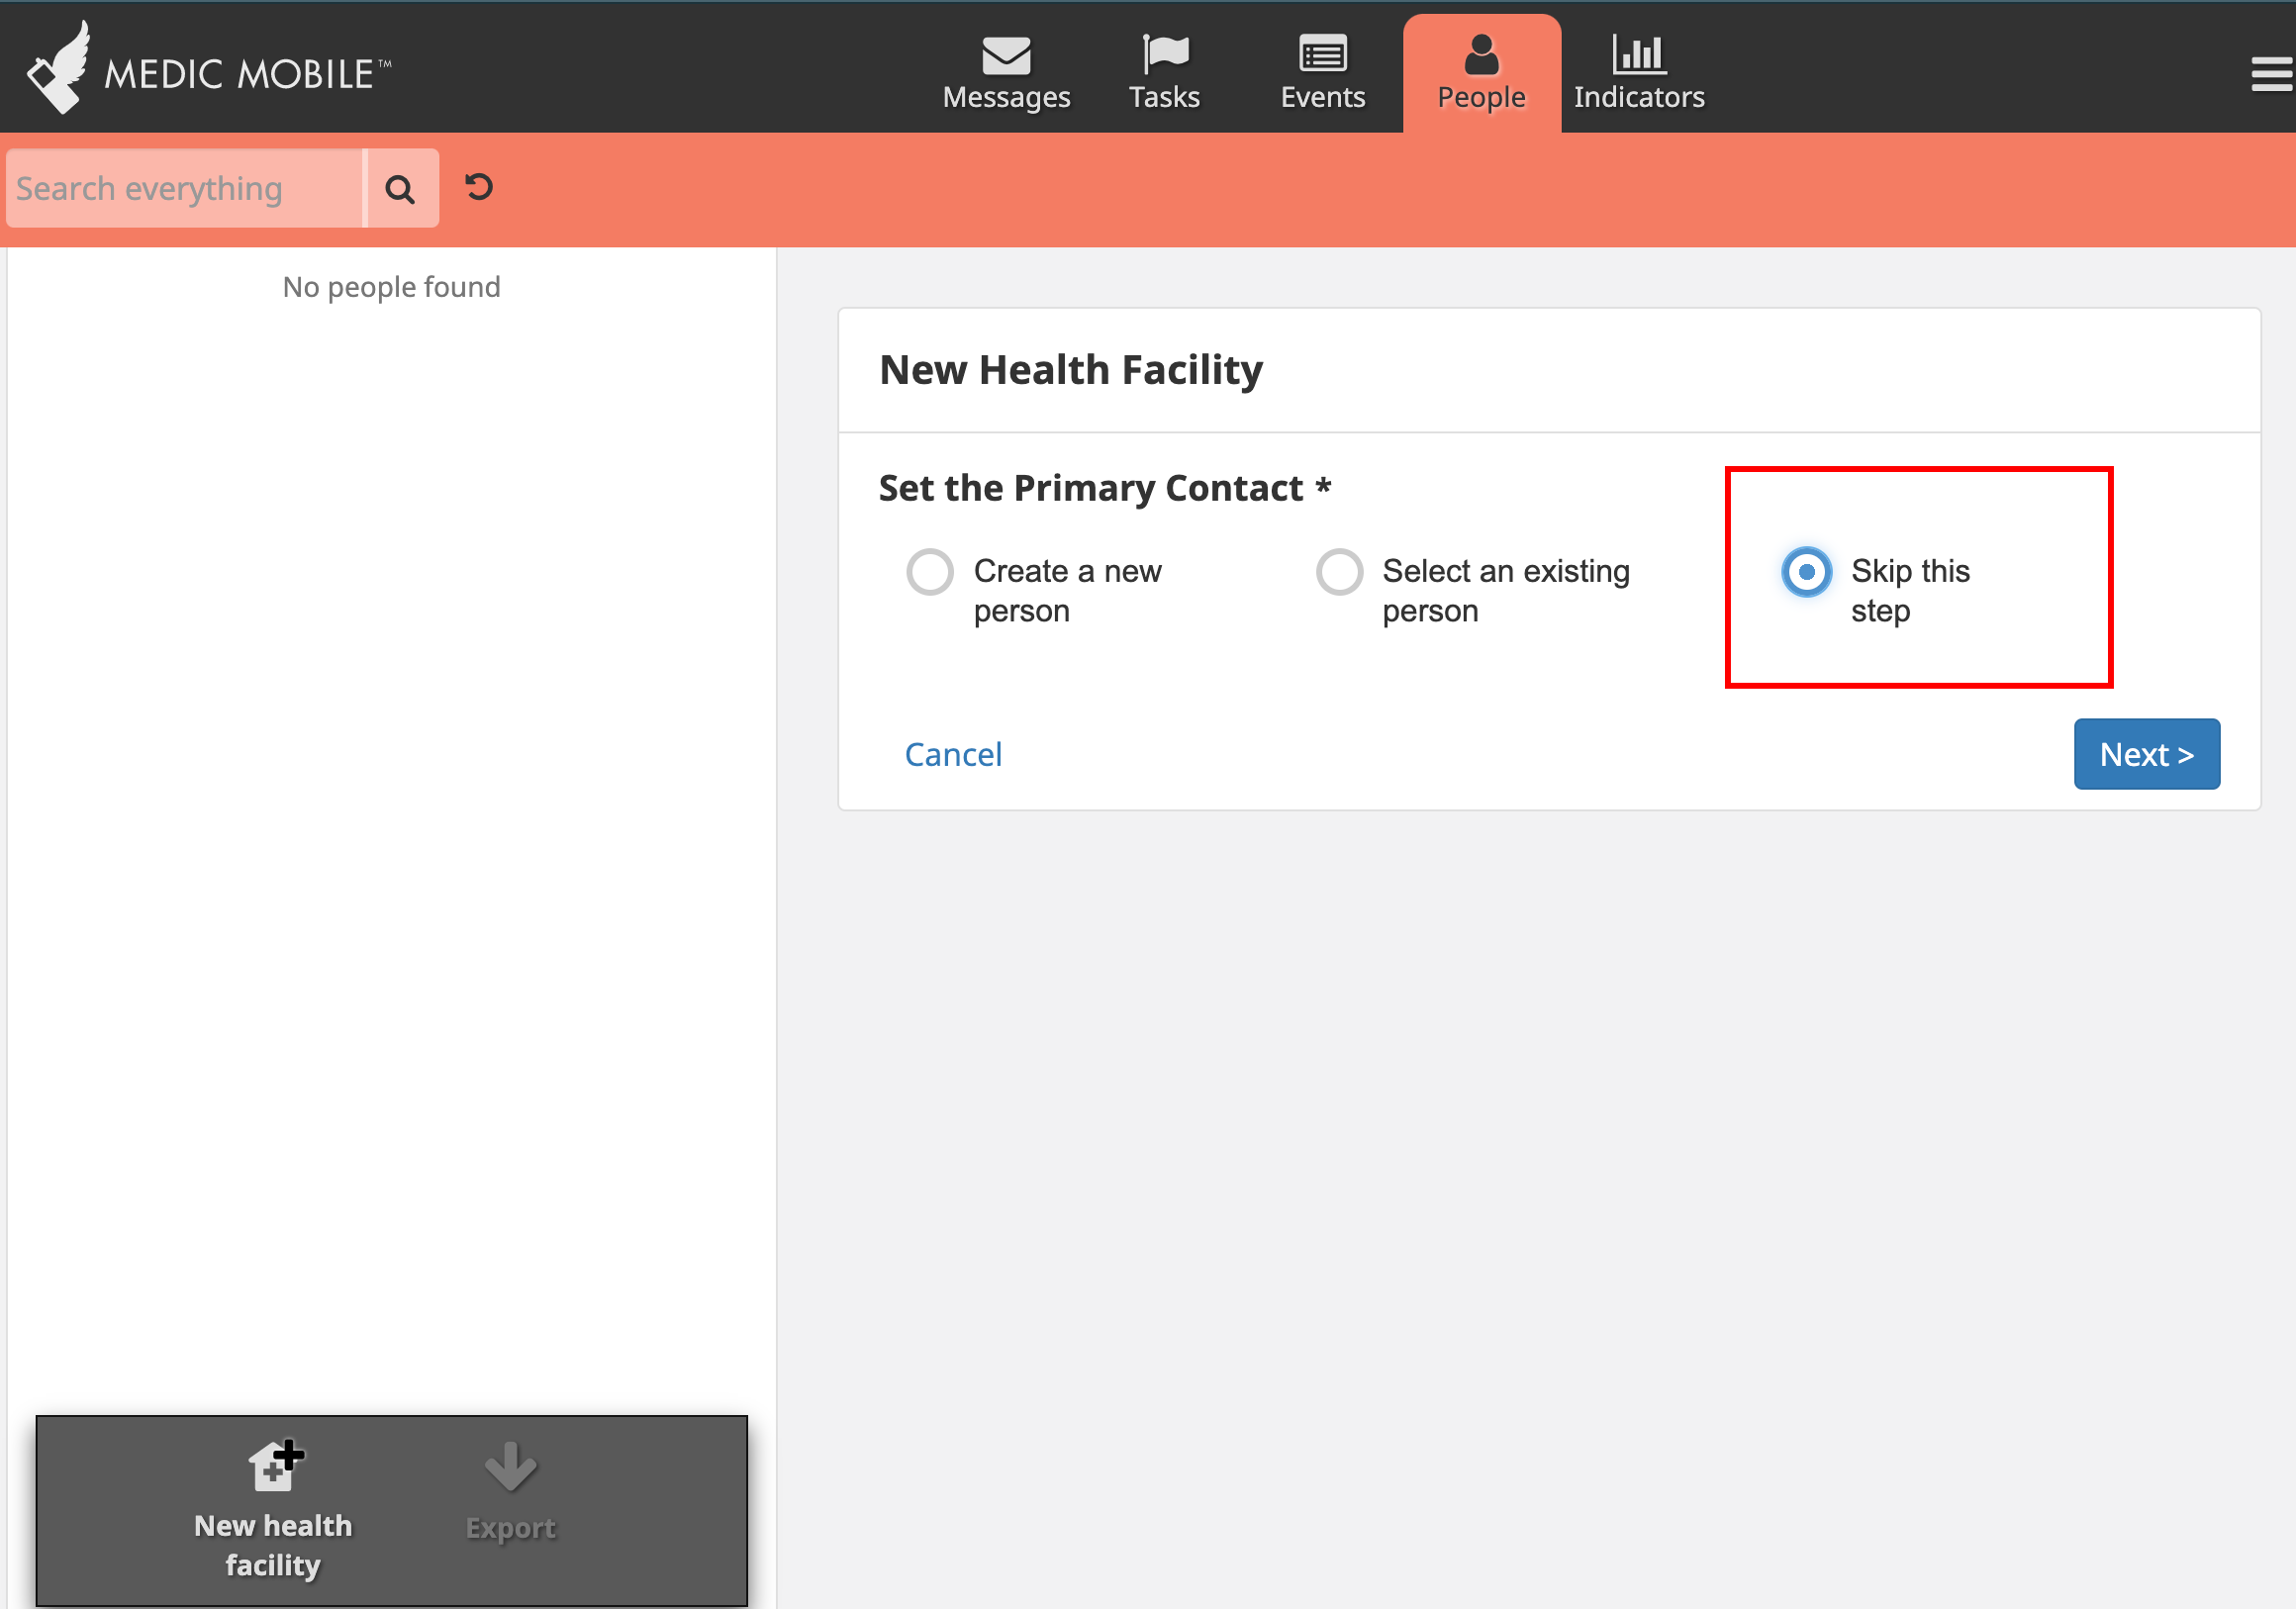 MEDIC MOBILE™
Messages
Tasks
Events
People
Indicators
Search everything
No people found
New Health Facility
Set the Primary Contact *
Create a new
person
Select an existing
person
Skip this
step
Cancel
Next >
New health
facility
Export